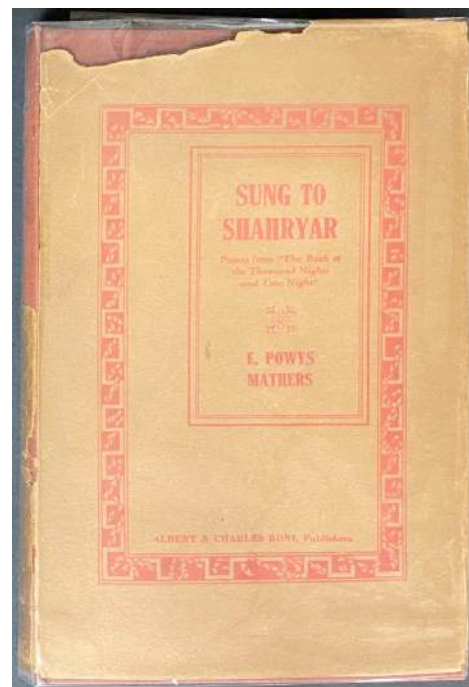 SUNG TO
SHAHRYAR
Poems from "The Book of
the Thousand Nights
and One Night"
E. POWYS
MATHERS
ALBERT & CHARLES BONI, Publishers